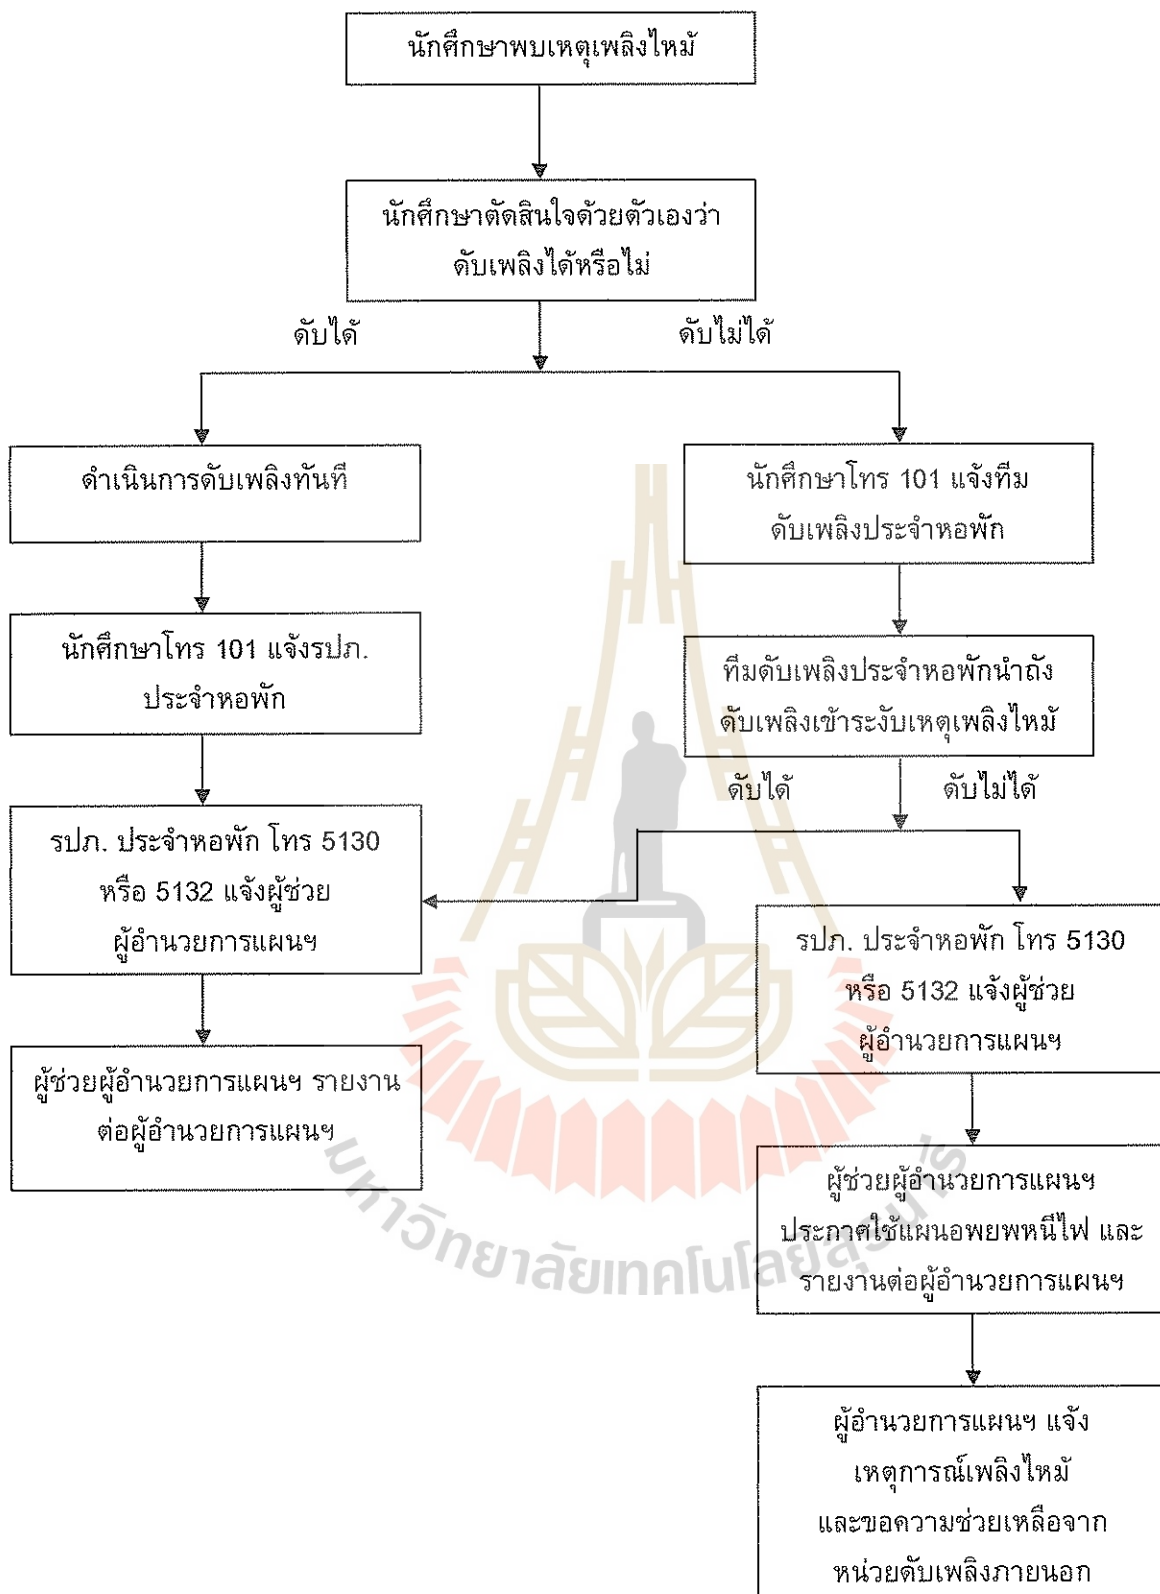 นักศึกษาพบเหตุเพลิงไหม้
นักศึกษาตัดสินใจด้วยตัวเองว่า
ดับเพลิงได้หรือไม่
ดับได้
ดับไม่ได้
ดำเนินการดับเพลิงทันที
นักศึกษาโทร 101 แจ้งรปภ.
ประจำหอพัก
รปภ. ประจำหอพัก โทร 5130
หรือ 5132 แจ้งผู้ช่วย
ผู้อำนวยการแผนฯ
ผู้ช่วยผู้อำนวยการแผนฯ รายงาน
ต่อผู้อำนวยการแผนฯ
นักศึกษาโทร 101 แจ้งทีม
ดับเพลิงประจำหอพัก
ทีมดับเพลิงประจำหอพักนำถัง
ดับเพลิงเข้าระงับเหตุเพลิงไหม้
ดับได้
ดับไม่ได้
รปภ. ประจำหอพัก โทร 5130
หรือ 5132 แจ้งผู้ช่วย
ผู้อำนวยการแผนฯ
ผู้ช่วยผู้อำนวยการแผนฯ
ประกาศใช้แผนอพยพหนีไฟ และ
รายงานต่อผู้อำนวยการแผนฯ
ผู้อำนวยการแผนฯ แจ้ง
เหตุการณ์เพลิงไหม้
และขอความช่วยเหลือจาก
หน่วยดับเพลิงภายนอก
มหาวิทยาลัยเทคโนโลยีสุรนารี